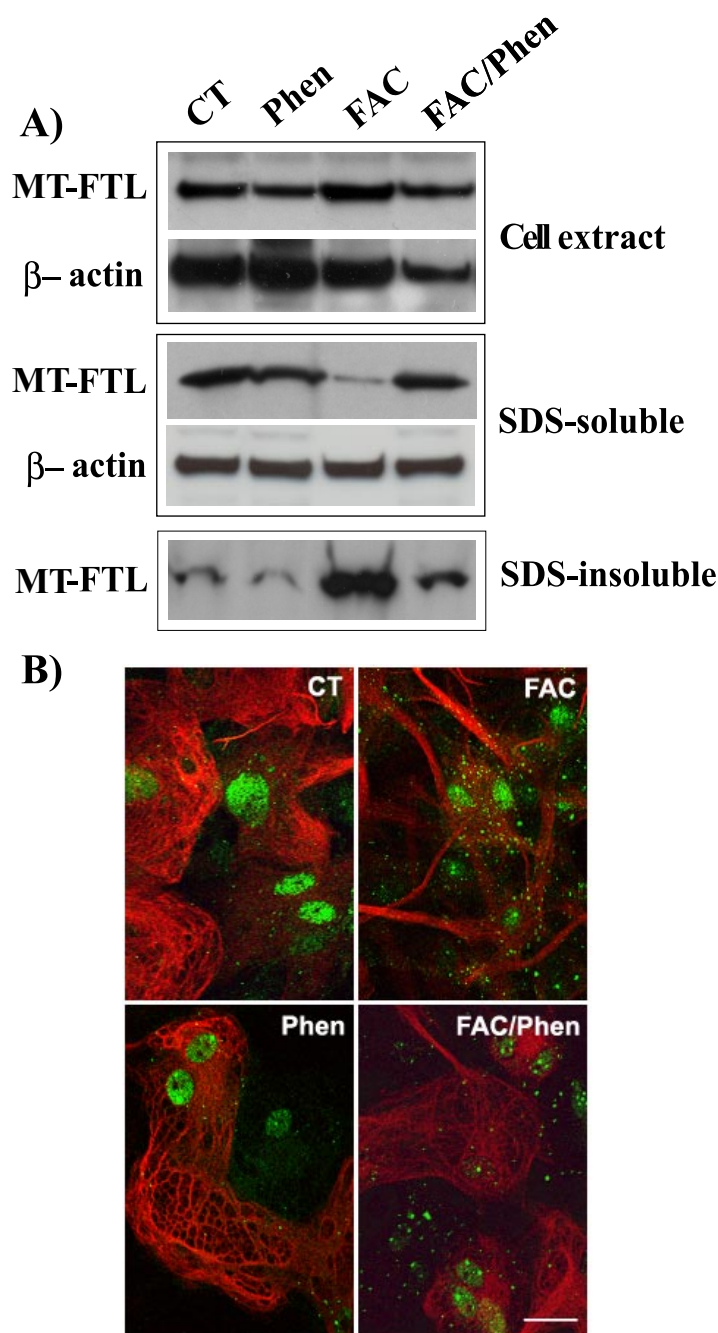 CT Phen FAC FAC/Phen
A)
MT-FTL
Cell extract
β– actin
MT-FTL
SDS-soluble
β– actin
MT-FTL
SDS-insoluble
B)
CT
FAC
Phen
FAC/Phen